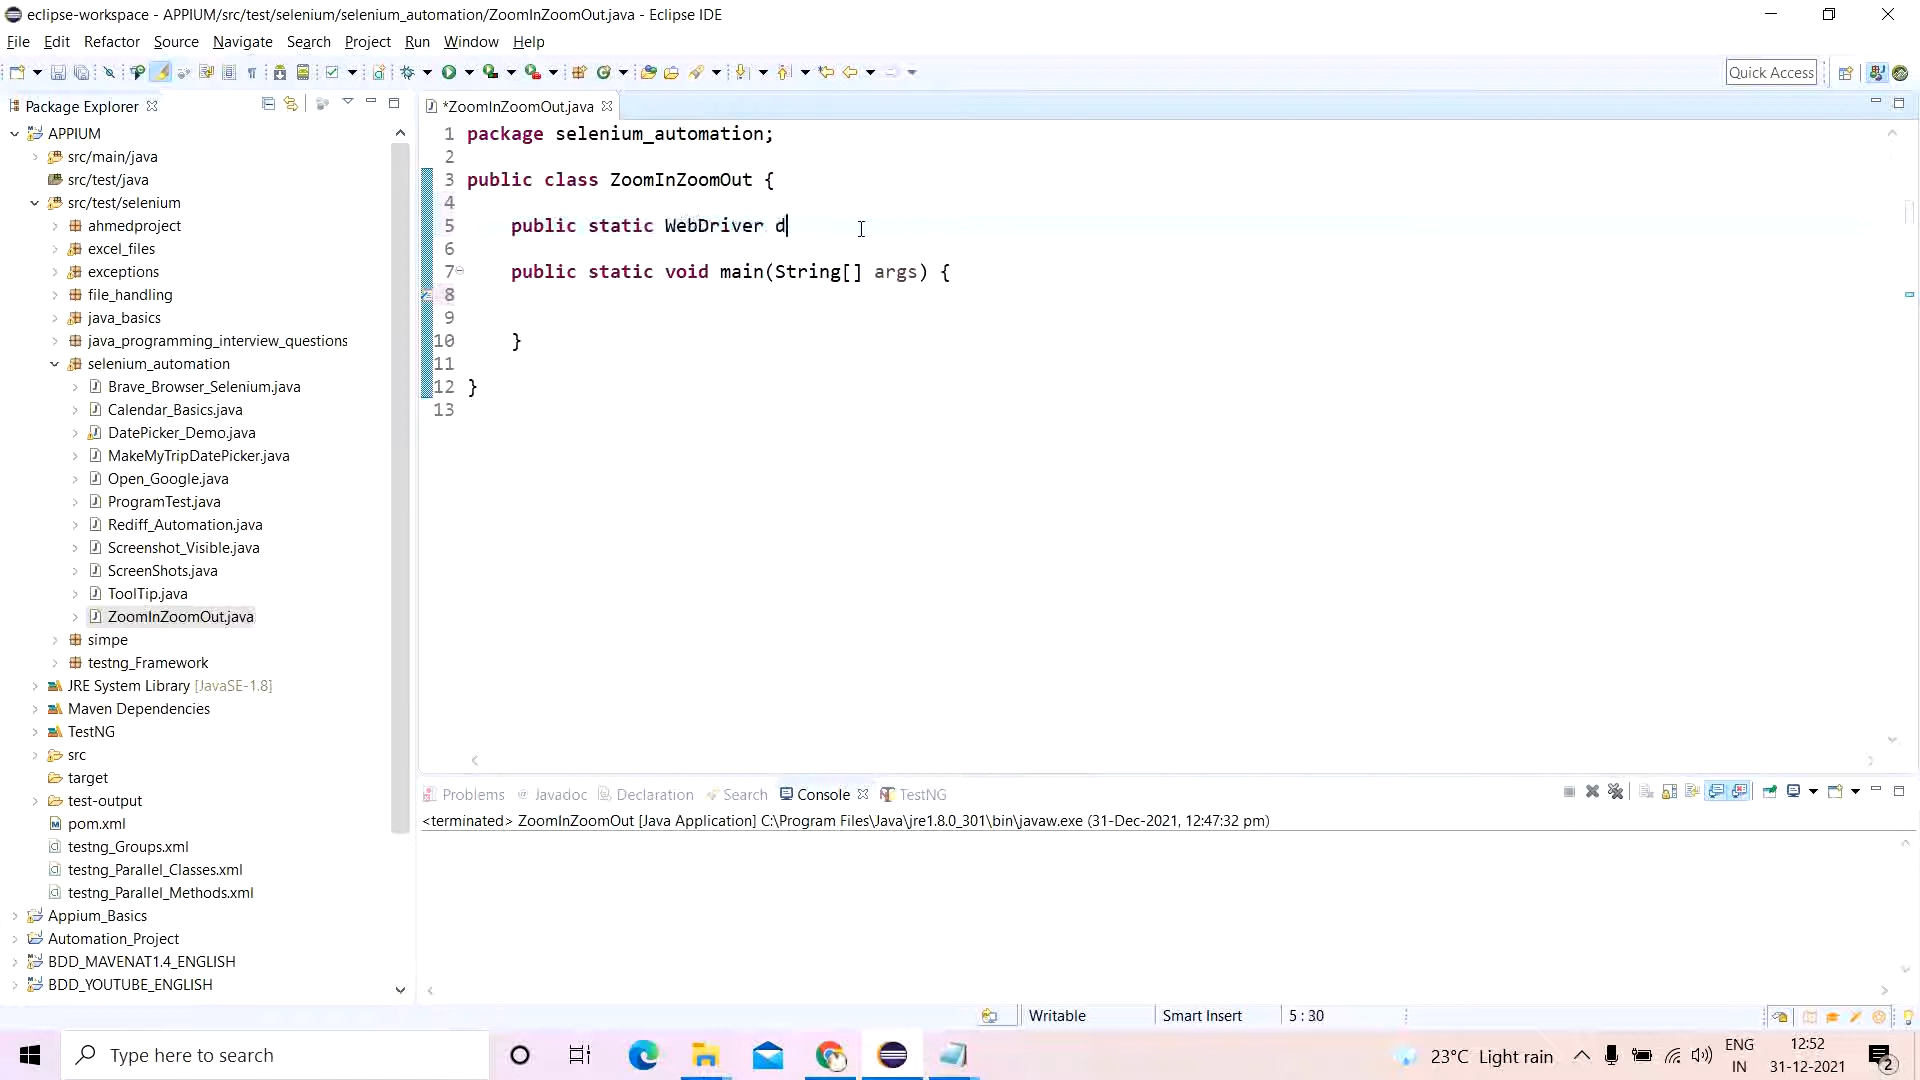 eclipse-workspace - APPIUM/src/test/selenium/selenium_automation/ZoomInZoomOut.java - Eclipse IDE
File Edit Refactor Source Navigate Search Project Run Window Help
Quick Access
Package Explorer
*ZoomInZoomOut.java
APPIUM
src/main/java
src/test/java
src/test/selenium
ahmedproject
excel_files
exceptions
file_handling
java_basics
java_programming_interview_questions
selenium_automation
Brave_Browser_Selenium.java
Calendar_Basics.java
DatePicker_Demo.java
MakeMyTripDatePicker.java
Open_Google.java
ProgramTest.java
Rediff_Automation.java
Screenshot_Visible.java
ScreenShots.java
ToolTip.java
ZoomInZoomOut.java
simpe
testng_Framework
JRE System Library [JavaSE-1.8]
Maven Dependencies
TestNG
src
target
test-output
pom.xml
testng_Groups.xml
testng_Parallel_Classes.xml
testng_Parallel_Methods.xml
Appium_Basics
Automation_Project
BDD_MAVENAT1.4_ENGLISH
BDD_YOUTUBE_ENGLISH
1 package selenium_automation;
2
3 public class ZoomInZoomOut {
4
5 public static WebDriver d
6
7 public static void main(String[] args) {
8
9
10 }
11
12 }
13
Problems Javadoc Declaration Search Console TestNG
<terminated> ZoomInZoomOut [Java Application] C:\Program Files\Java\jre1.8.0_301\bin\javaw.exe (31-Dec-2021, 12:47:32 pm)
Writable Smart Insert 5 : 30
Type here to search
23°C Light rain
ENG
IN
12:52
31-12-2021
2